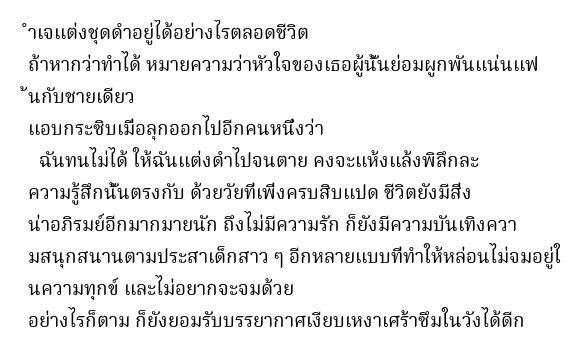 ำเจแต่งชุดดำอยู่ได้อย่างไรตลอดชีวิต
ถ้าหากว่าทำได้ หมายความว่าหัวใจของเธอผู้นั้นย่อมผูกพันแน่นแฟ
้นกับชายเดียว
แอบกระซิบเมื่อลุกออกไปอีกคนหนึ่งว่า
ฉันทนไม่ได้ ให้ฉันแต่งดำไปจนตาย คงจะแห้งแล้งพิลึกละ
ความรู้สึกนั้นตรงกับ ด้วยวัยที่เพิ่งครบสิบแปด ชีวิตยังมีสิ่ง
น่าอภิรมย์อีกมากมายนัก ถึงไม่มีความรัก ก็ยังมีความบันเทิงควา
มสนุกสนานตามประสาเด็กสาว ๆ อีกหลายแบบที่ทำให้หล่อนไม่จมอยู่ใ
นความทุกข์ และไม่อยากจะจมด้วย
อย่างไรก็ตาม ก็ยังยอมรับบรรยากาศเงียบเหงาเศร้าซึมในวังได้ดีก